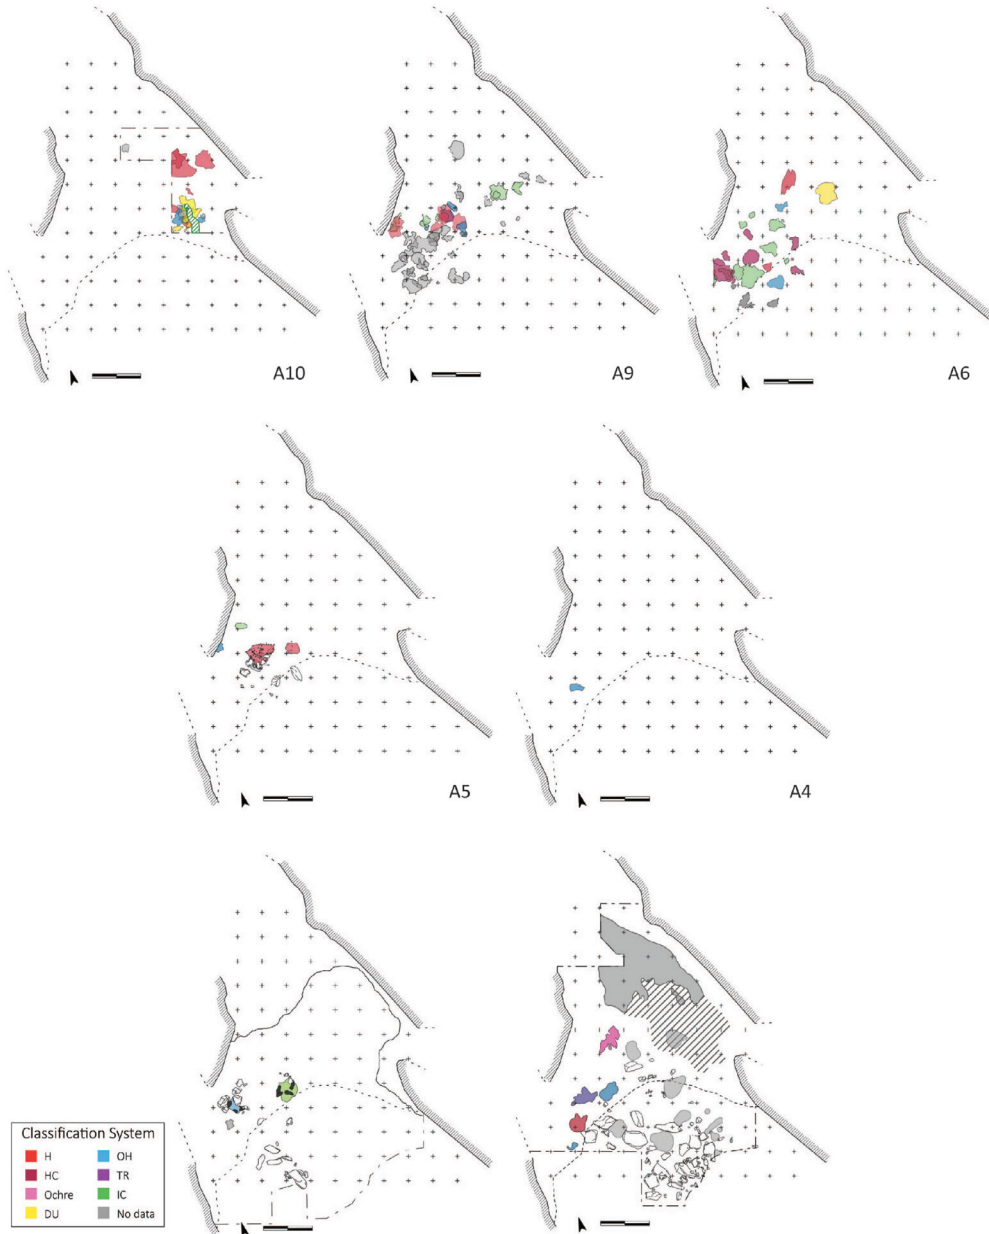 A10
A9
A6
A5
A4
Classification System
H
OH
HC
TR
Ochre
IC
DU
No data